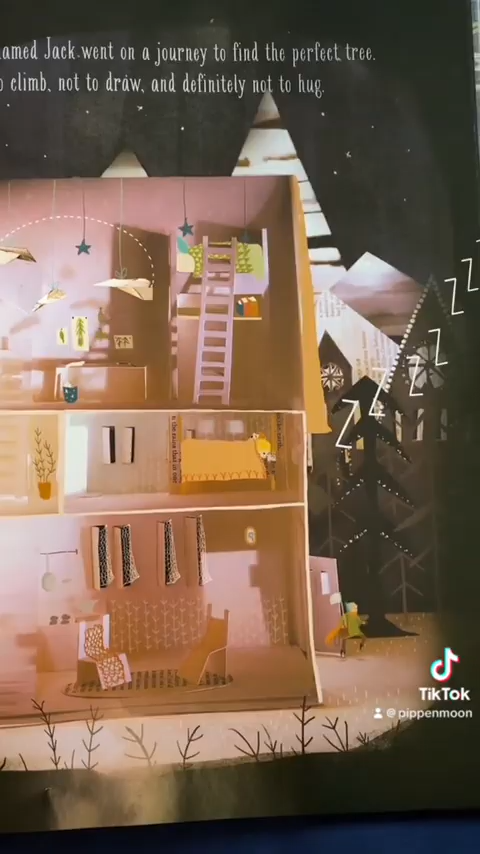 named Jack went on a journey to find the perfect tree.
climb, not to draw, and definitely not to hug.
Z Z Z Z Z Z
TikTok
@pippenmoon